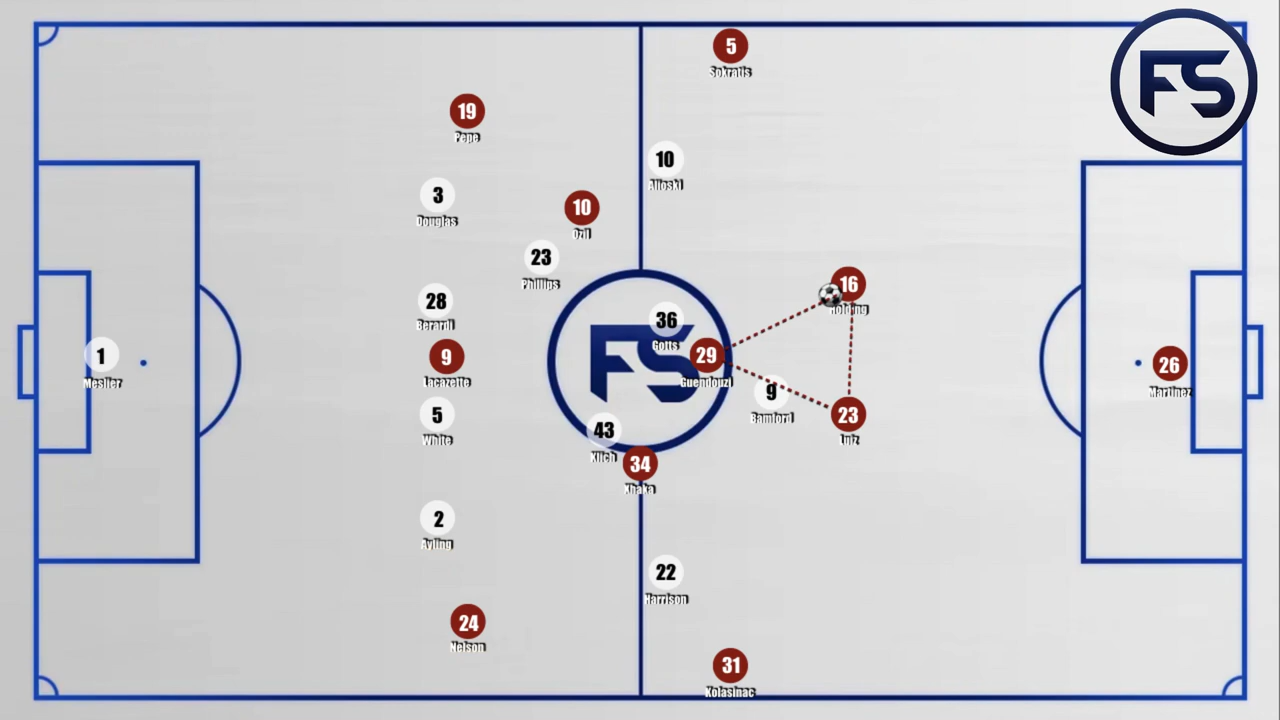 5
Sokratis
FS
19
Pepe
10
Alioski
3
Douglas
10
Ozil
23
Phillips
16
Holding
28
Berardi
36
Gotts
FS
1
Meslier
9
Lacazette
29
Guendouzi
26
Martinez
9
Bamford
5
White
43
Klich
23
Luiz
34
Xhaka
2
Ayling
22
Harrison
24
Nelson
31
Kolasinac